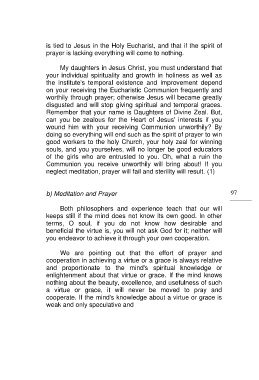 is tied to Jesus in the Holy Eucharist, and that if the spirit of
prayer is lacking everything will come to nothing.
My daughters in Jesus Christ, you must understand that
your individual spirituality and growth in holiness as well as
the institute's temporal existence and improvement depend
on your receiving the Eucharistic Communion frequently and
worthily through prayer; otherwise Jesus will became greatly
disgusted and will stop giving spiritual and temporal graces.
Remember that your name is Daughters of Divine Zeal. But,
can you be zealous for the Heart of Jesus' interests if you
wound him with your receiving Communion unworthily? By
doing so everything will end such as the spirit of prayer to win
good workers to the holy Church, your holy zeal for winning
souls, and you yourselves, will no longer be good educators
of the girls who are entrusted to you. Oh, what a ruin the
Communion you receive unworthily will bring about! If you
neglect meditation, prayer will fail and sterility will result. (1)
b) Meditation and Prayer 97
Both philosophers and experience teach that our will
keeps still if the mind does not know its own good. In other
terms, O soul, if you do not know how desirable and
beneficial the virtue is, you will not ask God for it; neither will
you endeavor to achieve it through your own cooperation.
We are pointing out that the effort of prayer and
cooperation in achieving a virtue or a grace is always relative
and proportionate to the mind's spiritual knowledge or
enlightenment about that virtue or grace. If the mind knows
nothing about the beauty, excellence, and usefulness of such
a virtue or grace, it will never be moved to pray and
cooperate. If the mind's knowledge about a virtue or grace is
weak and only speculative and